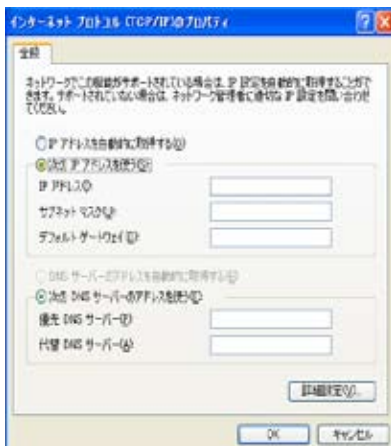 インターネット プロトコル (TCP/IP)のプロパティ
全般
ネットワークでこの機能がサポートされている場合は、IP 設定を自動的に取得することがで
きます。サポートされていない場合は、ネットワーク管理者に適切な IP 設定を問い合わせ
てください。
IP アドレスを自動的に取得する(O)
次の IP アドレスを使う(S):
IP アドレス(I):
サブネット マスク(U):
デフォルト ゲートウェイ(D):
DNS サーバーのアドレスを自動的に取得する(B)
次の DNS サーバーのアドレスを使う(E):
優先 DNS サーバー(P):
代替 DNS サーバー(A):
詳細設定(V)...
OK
キャンセル